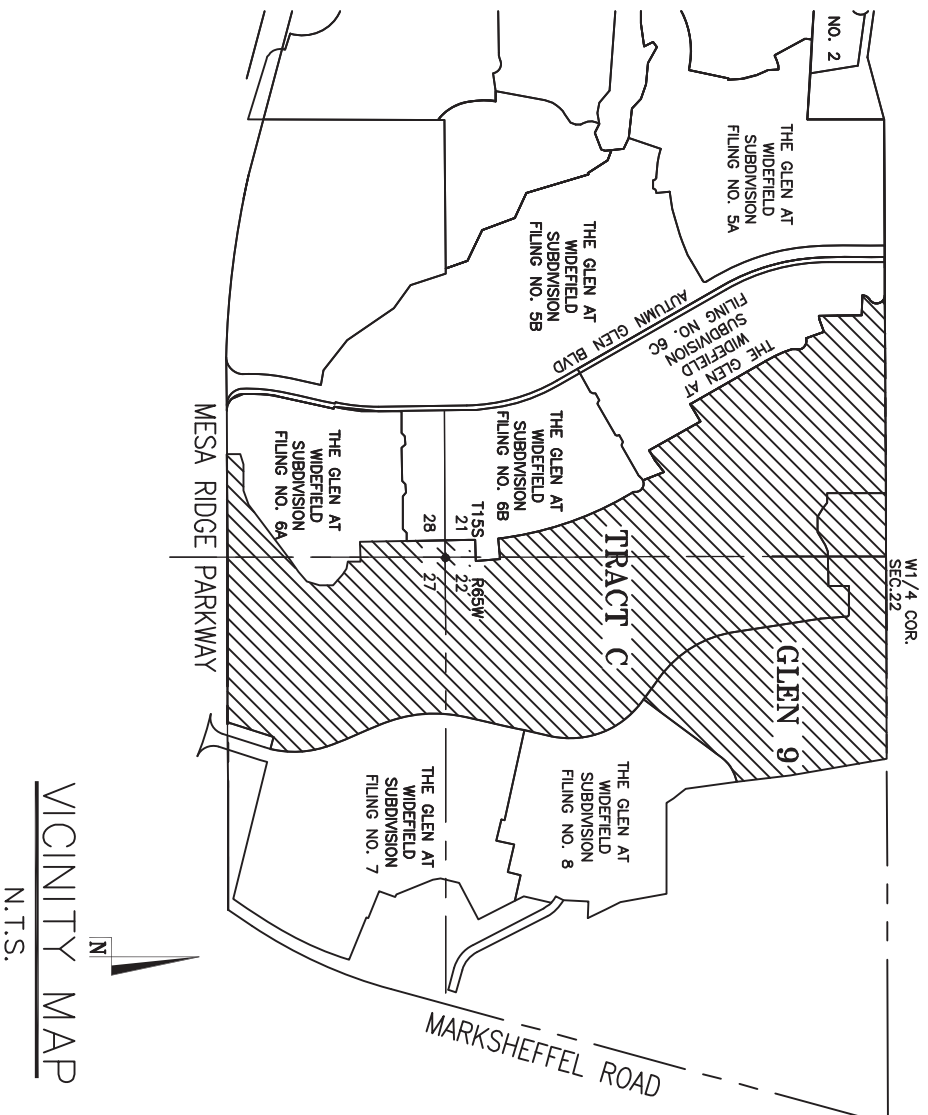 NO. 2
THE GLEN AT
WIDEFIELD
SUBDIVISION
FILING NO. 5A
THE GLEN AT
WIDEFIELD
SUBDIVISION
FILING NO. 5B
AUTUMN GLEN BLVD
THE GLEN AT
WIDEFIELD
SUBDIVISION
FILING NO. 6C
THE GLEN AT
WIDEFIELD
SUBDIVISION
FILING NO. 6B
THE GLEN AT
WIDEFIELD
SUBDIVISION
FILING NO. 6A
MESA RIDGE PARKWAY
T15S
R65W
21
22
28
27
W1/4 COR.
SEC.22
TRACT C
GLEN 9
THE GLEN AT
WIDEFIELD
SUBDIVISION
FILING NO. 8
THE GLEN AT
WIDEFIELD
SUBDIVISION
FILING NO. 7
MARKSHEFFEL ROAD
N
VICINITY MAP
N.T.S.